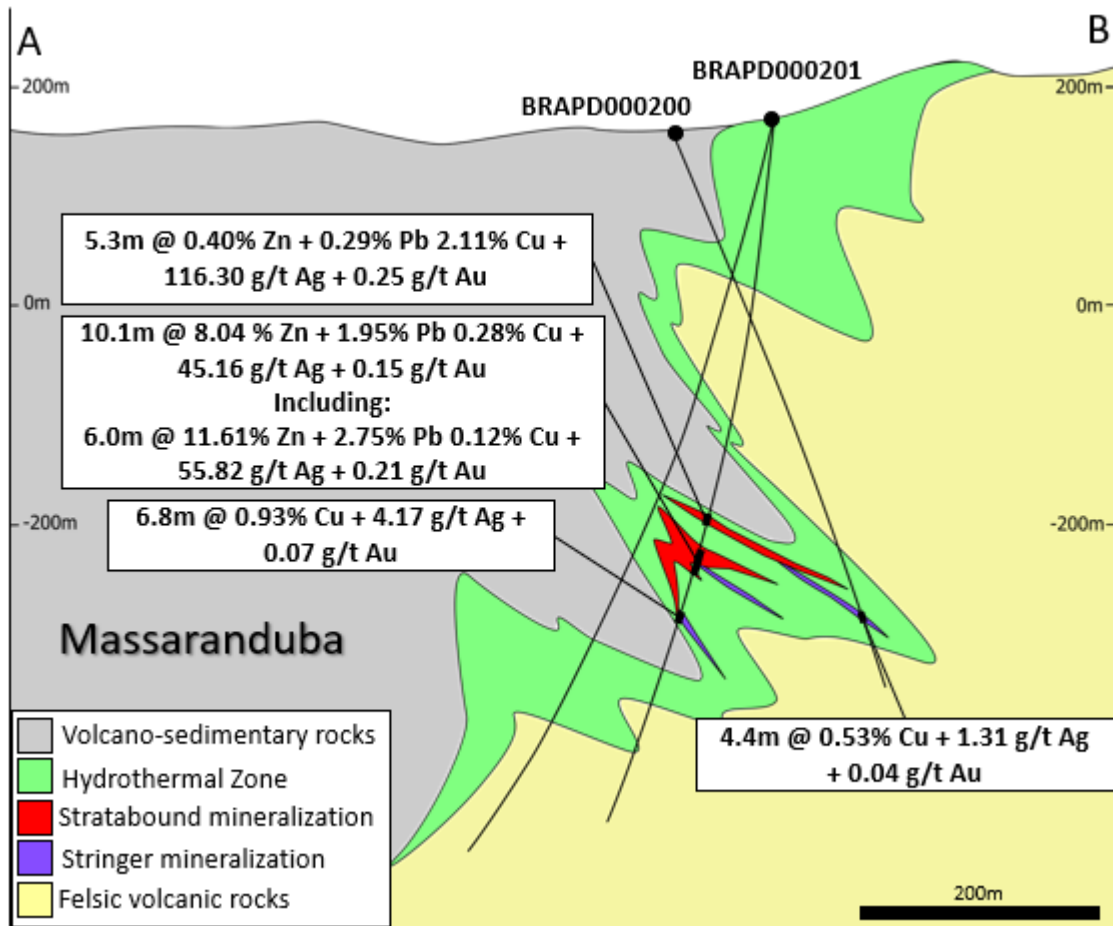 A
B
BRAPD000201
200m
200m
BRAPD000200
5.3m @ 0.40% Zn + 0.29% Pb 2.11% Cu +
116.30 g/t Ag + 0.25 g/t Au
0m
0m
10.1m @ 8.04 % Zn + 1.95% Pb 0.28% Cu +
45.16 g/t Ag + 0.15 g/t Au
Including:
6.0m @ 11.61% Zn + 2.75% Pb 0.12% Cu +
55.82 g/t Ag + 0.21 g/t Au
-200m
-200m
6.8m @ 0.93% Cu + 4.17 g/t Ag +
0.07 g/t Au
Massaranduba
4.4m @ 0.53% Cu + 1.31 g/t Ag
+ 0.04 g/t Au
Volcano-sedimentary rocks
Hydrothermal Zone
Stratabound mineralization
Stringer mineralization
Felsic volcanic rocks
200m